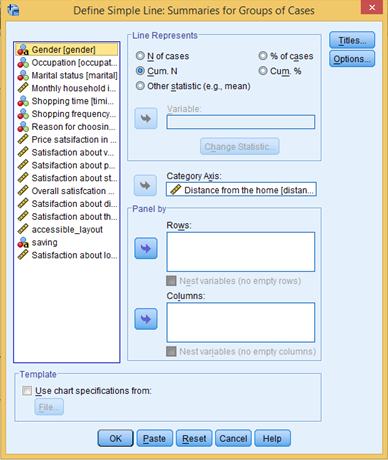 Define Simple Line: Summaries for Groups of Cases
Gender [gender]
Occupation [occupat...
Marital status [marital]
Monthly household i...
Shopping time [timi...
Shopping frequency...
Reason for choosin...
Price satsifaction in ...
Satisfaction about v...
Satisfaction about p...
Satisfaction about st...
Overall satisfcation ...
Satisfaction about di...
Satisfaction about th...
accessible_layout
saving
Satisfaction about lo...
Line Represents
N of cases
% of cases
Cum. N
Cum. %
Other statistic (e.g., mean)
Variable:
Change Statistic...
Category Axis:
Distance from the home [distan...
Panel by
Rows:
Nest variables (no empty rows)
Columns:
Nest variables (no empty columns)
Titles...
Options...
Template
Use chart specifications from:
File...
OK
Paste
Reset
Cancel
Help